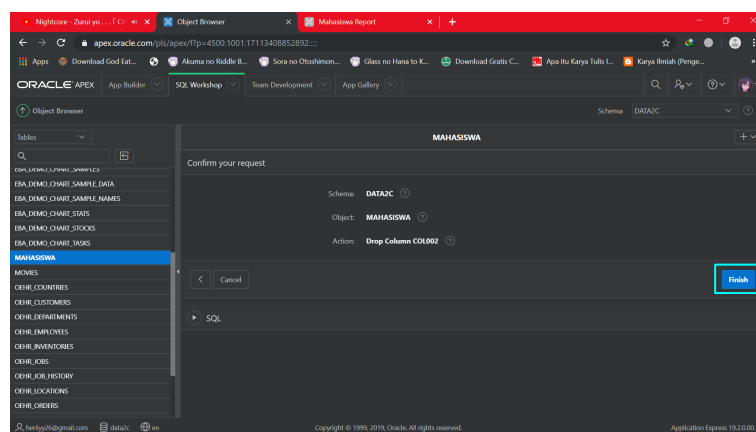 Nightcore - Zurui yo . . .
Object Browser
Mahasiswa Report
apex.oracle.com/pls/apex/f?p=4500:1001:17113408852892::::
Apps
Download God Eat...
Akuma no Riddle B...
Sora no Otoshimon...
Glass no Hana to K...
Download Gratis C...
Apa itu Karya Tulis I...
Karya Ilmiah (Penge...
ORACLE APEX
App Builder
SQL Workshop
Team Development
App Gallery
Object Browser
Schema
DATA2C
Tables
MAHASISWA
Confirm your request
EBA_DEMO_CHART_SAMPLES
EBA_DEMO_CHART_SAMPLE_DATA
EBA_DEMO_CHART_SAMPLE_NAMES
EBA_DEMO_CHART_STATS
EBA_DEMO_CHART_STOCKS
EBA_DEMO_CHART_TASKS
MAHASISWA
MOVIES
OEHR_COUNTRIES
OEHR_CUSTOMERS
OEHR_DEPARTMENTS
OEHR_EMPLOYEES
OEHR_INVENTORIES
OEHR_JOBS
OEHR_JOB_HISTORY
OEHR_LOCATIONS
OEHR_ORDERS
Schema: DATA2C
Object: MAHASISWA
Action: Drop Column COL002
Cancel
Finish
SQL
heriyy26@gmail.com
data2c
en
Copyright © 1999, 2019, Oracle. All rights reserved.
Application Express 19.2.0.00.